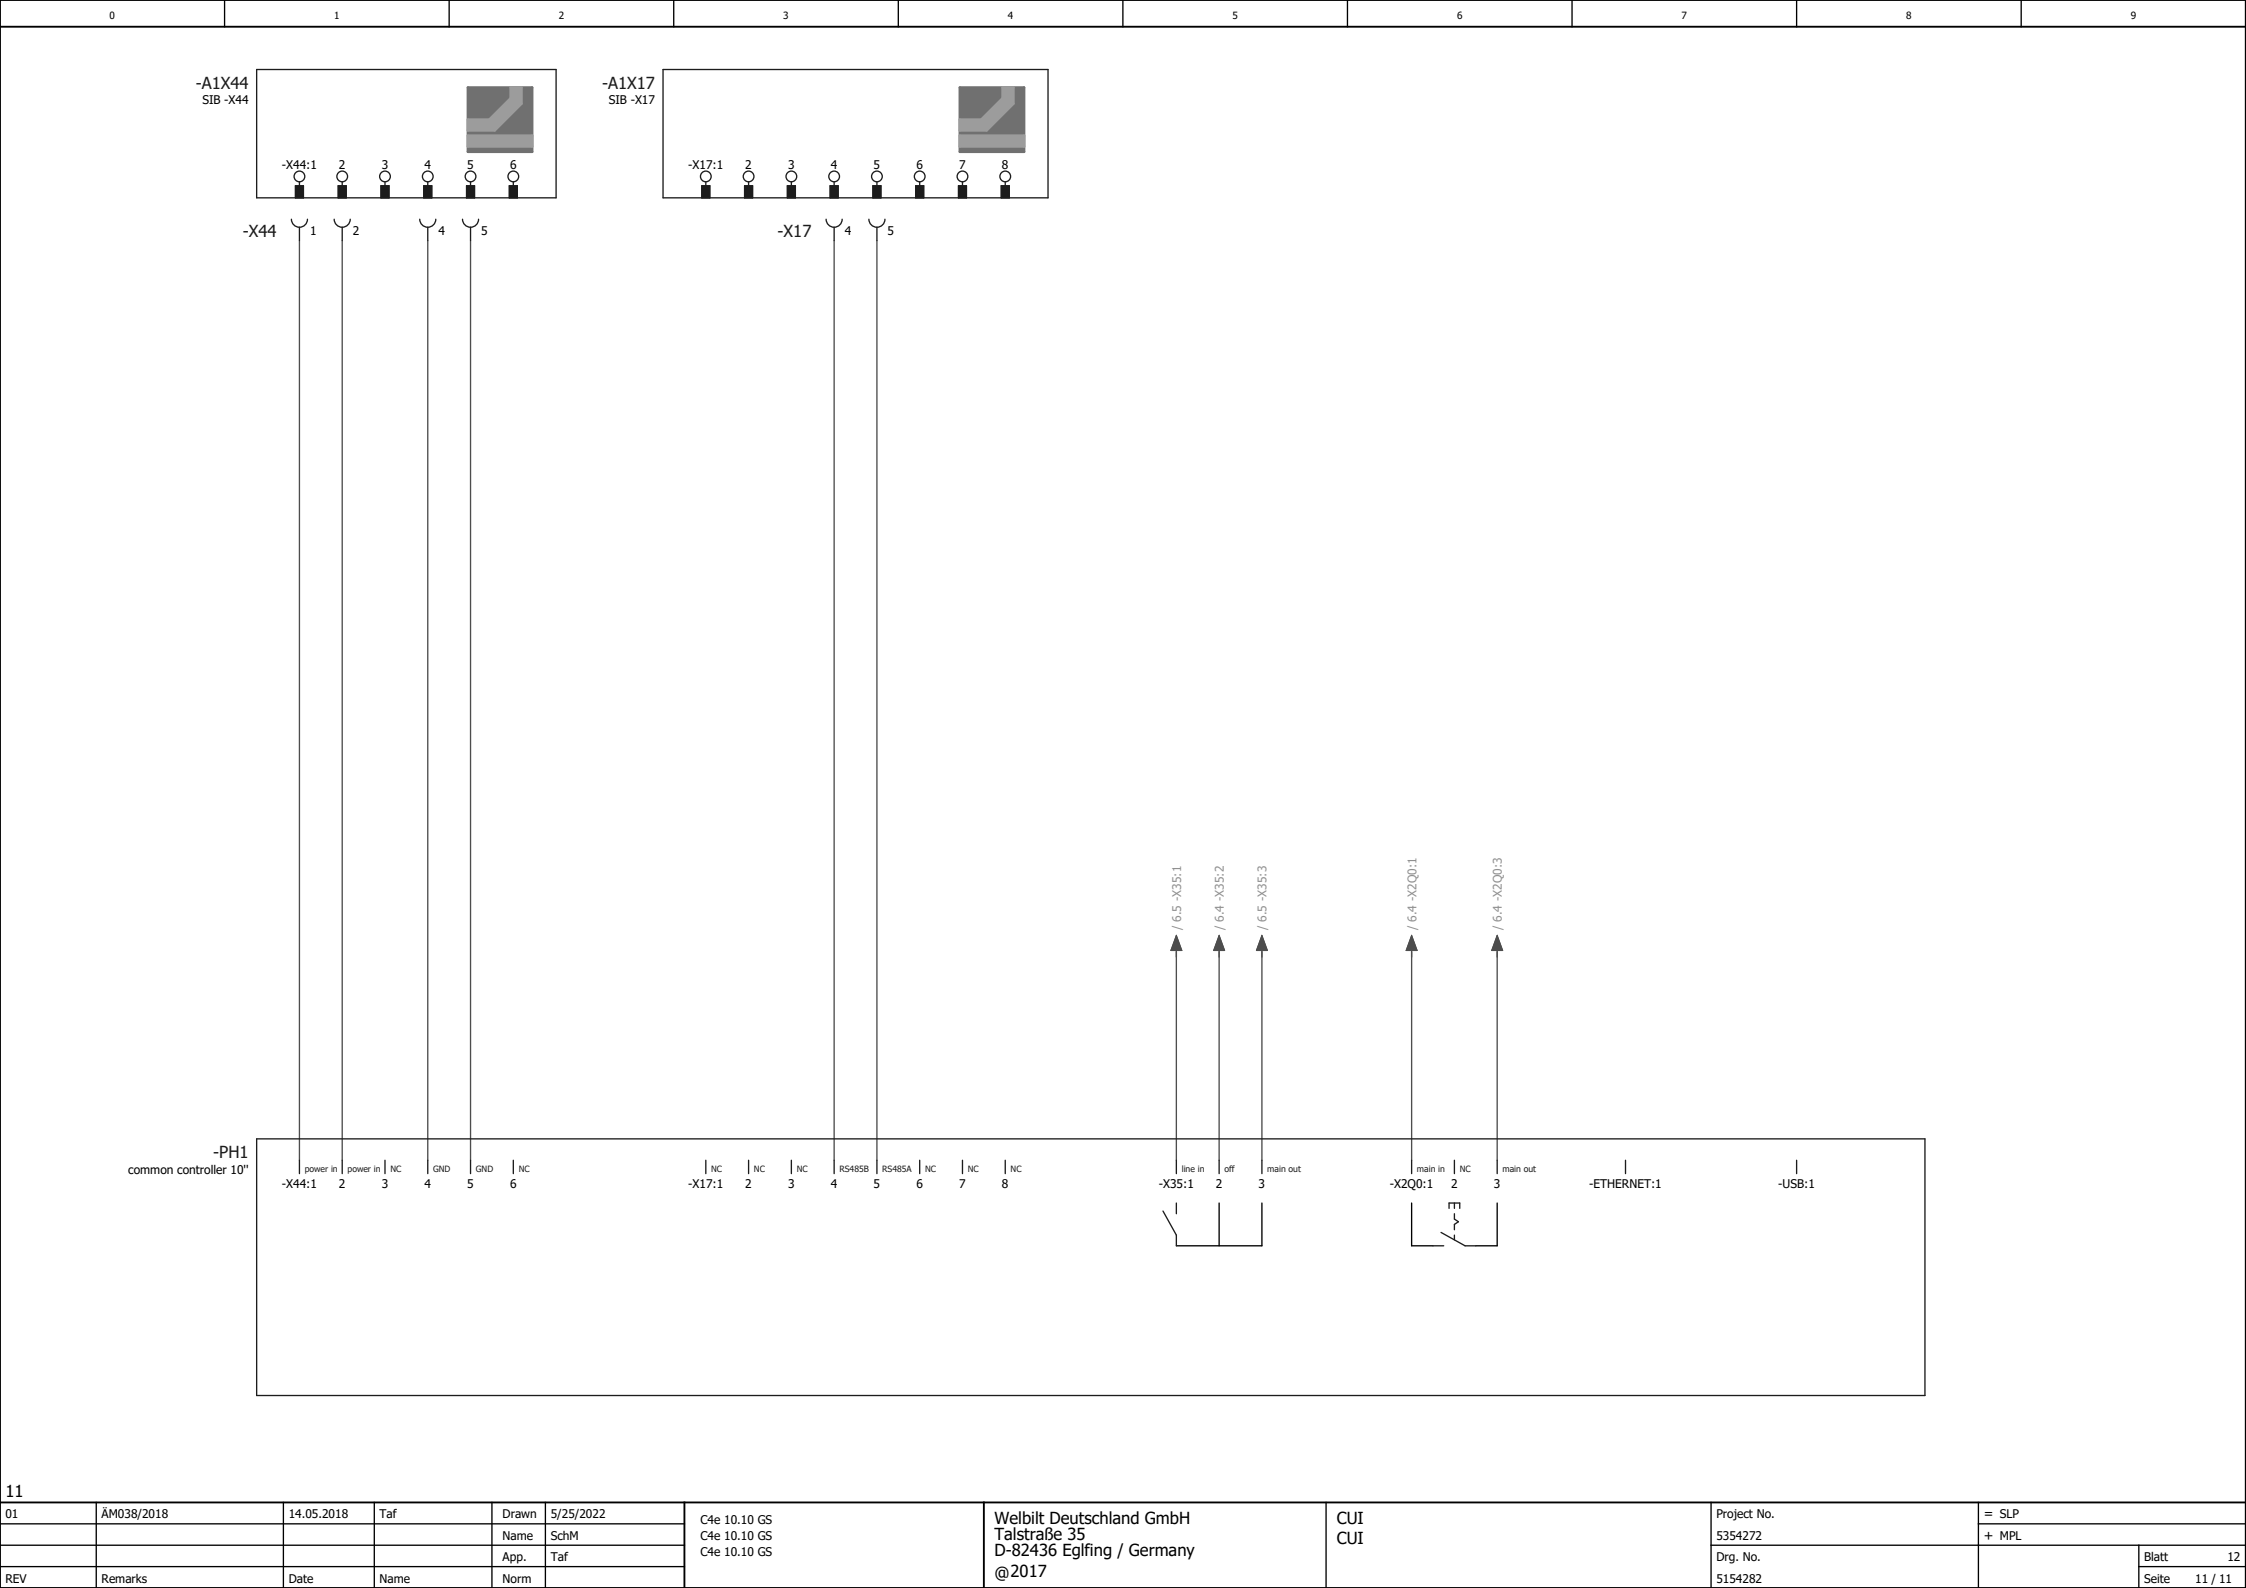 0 1 2 3 4 5 6 7 8 9
-A1X44
SIB -X44
-X44:1 2 3 4 5 6
-X44 1 2 4 5
-A1X17
SIB -X17
-X17:1 2 3 4 5 6 7 8
-X17 4 5
/ 6.5 -X35:1
/ 6.4 -X35:2
/ 6.5 -X35:3
/ 6.4 -X2Q0:1
/ 6.4 -X2Q0:3
-PH1
common controller 10"
power in power in NC GND GND NC
-X44:1 2 3 4 5 6
NC NC NC RS485B RS485A NC NC NC
-X17:1 2 3 4 5 6 7 8
line in off main out
-X35:1 2 3
main in NC main out
-X2Q0:1 2 3
-ETHERNET:1
-USB:1
11
01 ÄM038/2018 14.05.2018 Taf
REV Remarks Date Name
Drawn 5/25/2022
Name SchM
App. Taf
Norm
C4e 10.10 GS
C4e 10.10 GS
C4e 10.10 GS
Welbilt Deutschland GmbH
Talstraße 35
D-82436 Eglfing / Germany
@2017
CUI
CUI
Project No.
5354272
Drg. No.
5154282
= SLP
+ MPL
Blatt 12
Seite 11 / 11